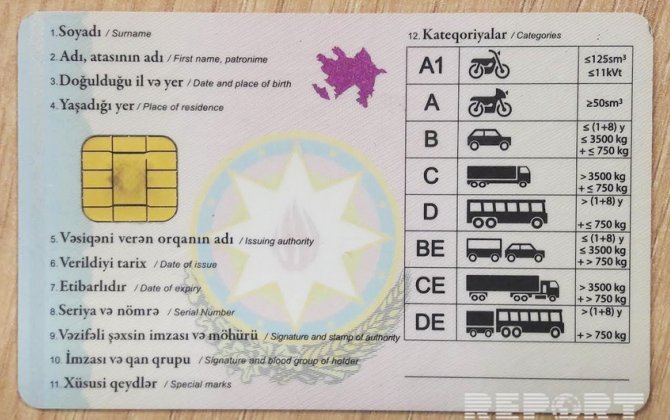 1. Soyadı / Surname
2. Adı, atasının adı / First name, patronime
3. Doğulduğu il və yer / Date and place of birth
4. Yaşadığı yer / Place of residence
5. Vəsiqəni verən orqanın adı / Issuing authority
6. Verildiyi tarix / Date of issue
7. Etibarlıdır / Date of expiry
8. Seriya və nömrə / Serial Number
9. Vəzifəli şəxsin imzası və möhürü / Signature and stamp of authority
10. İmzası və qan qrupu / Signature and blood group of holder
11. Xüsusi qeydlər / Special marks
12. Kateqoriyalar / Categories
A1 ≤125sm³
≤11kVt
A ≥50sm³
B ≤ (1+8) y
≤ 3500 kg
+ ≤ 750 kg
C > 3500 kg
+ ≤ 750 kg
D > (1+8) y
+ ≤ 750 kg
BE ≤ (1+8) y
≤ 3500 kg
+ > 750 kg
CE > 3500 kg
+ > 750 kg
DE > (1+8) y
+ > 750 kg
REPORT